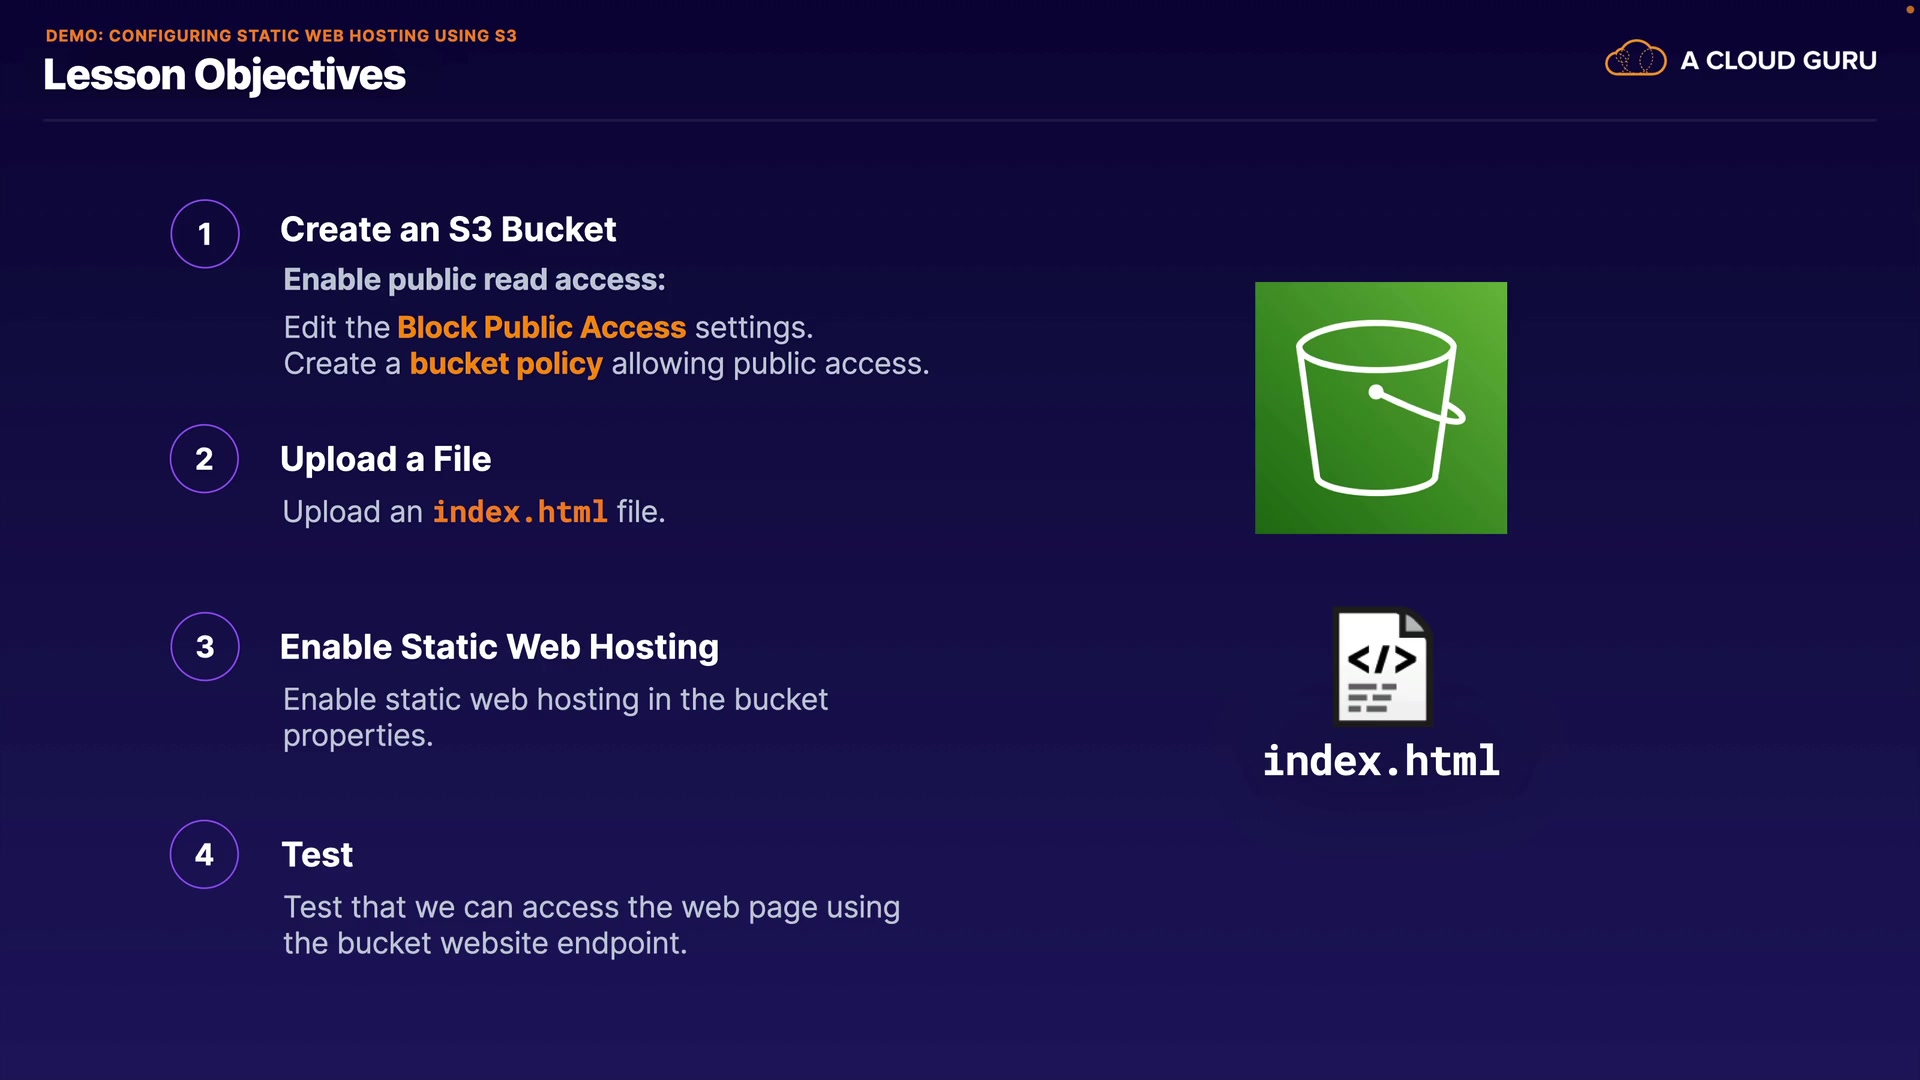 DEMO: CONFIGURING STATIC WEB HOSTING USING S3
Lesson Objectives
A CLOUD GURU
1
Create an S3 Bucket
Enable public read access:
Edit the Block Public Access settings.
Create a bucket policy allowing public access.
2
Upload a File
Upload an index.html file.
3
Enable Static Web Hosting
Enable static web hosting in the bucket
properties.
4
Test
Test that we can access the web page using
the bucket website endpoint.
</>
index.html